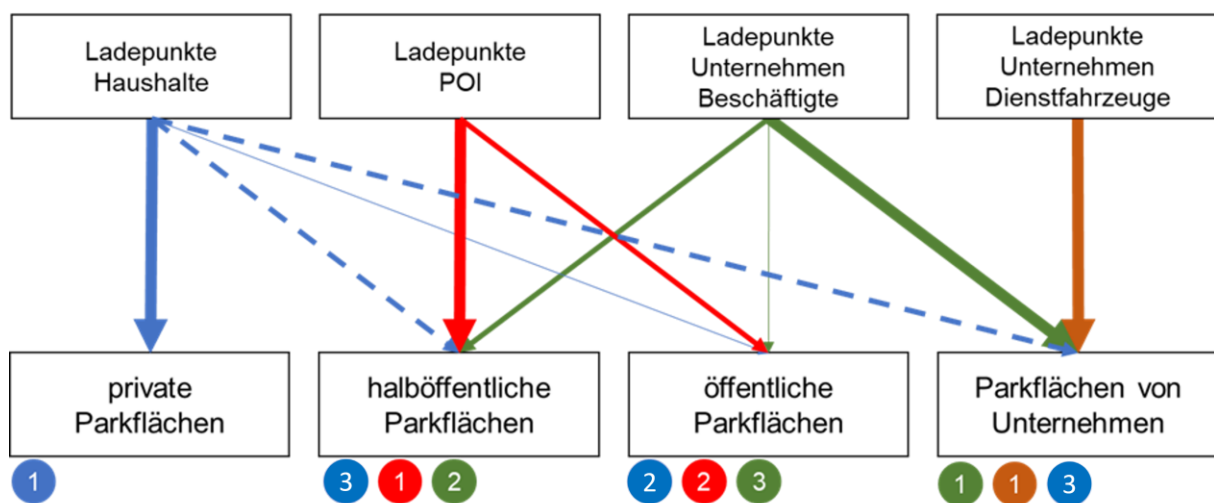 Ladepunkte
Haushalte
Ladepunkte
POI
Ladepunkte
Unternehmen
Beschäftigte
Ladepunkte
Unternehmen
Dienstfahrzeuge
private
Parkflächen
halböffentliche
Parkflächen
öffentliche
Parkflächen
Parkflächen von
Unternehmen
1
3 1 2
2 2 3
1 1 3